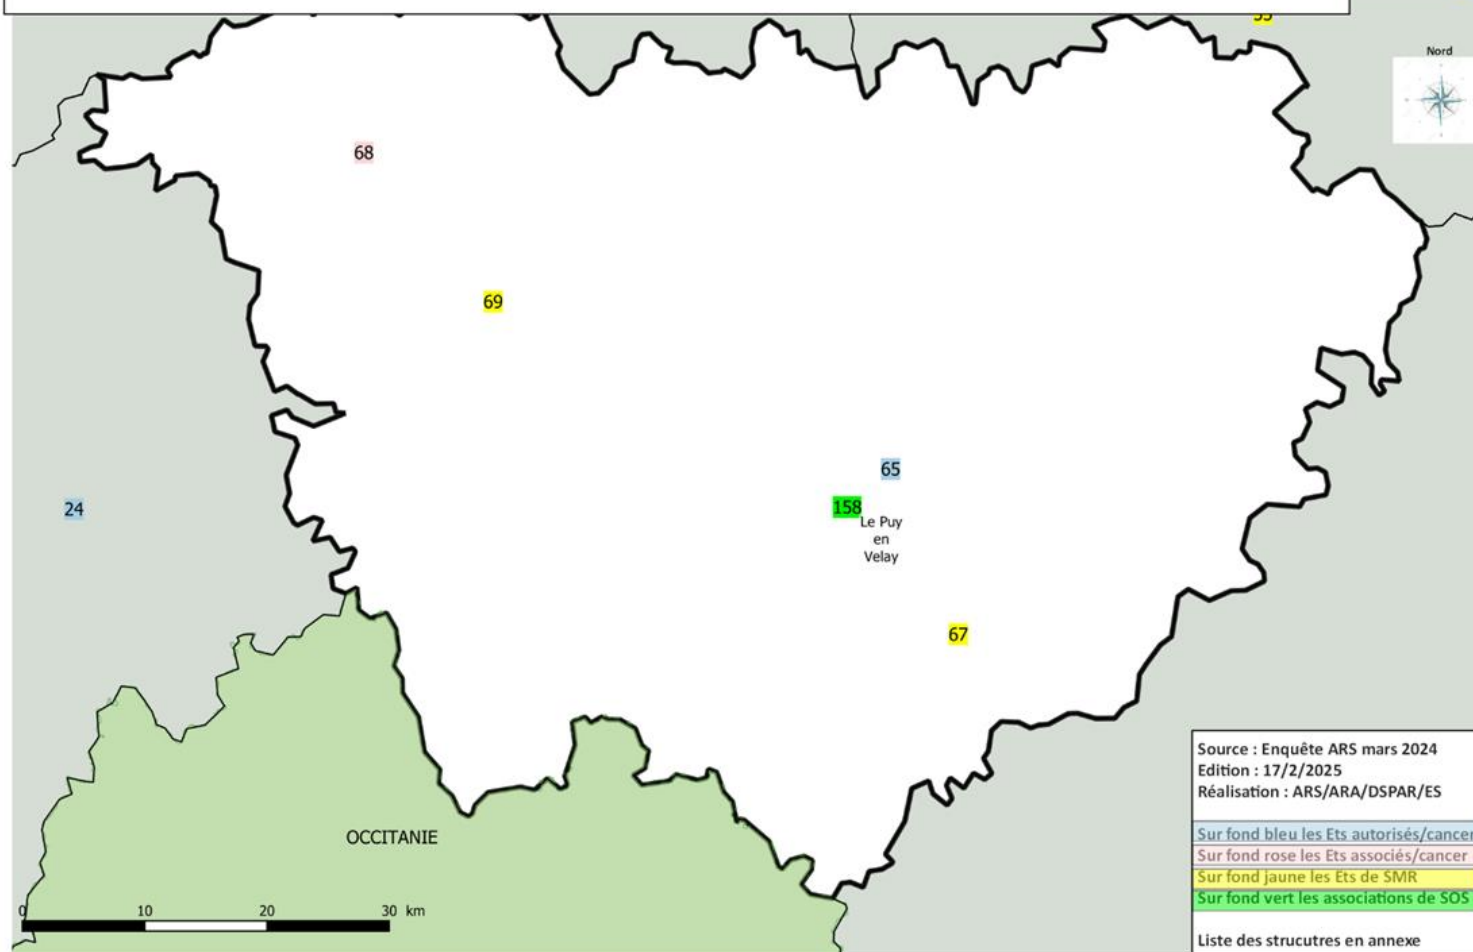 55
Nord
68
69
65
24
158
Le Puy
en
Velay
67
Source : Enquête ARS mars 2024
Edition : 17/2/2025
Réalisation : ARS/ARA/DSPAR/ES
Sur fond bleu les Ets autorisés/cancer
Sur fond rose les Ets associés/cancer
Sur fond jaune les Ets de SMR
Sur fond vert les associations de SOS
OCCITANIE
0 10 20 30 km
Liste des strucutres en annexe